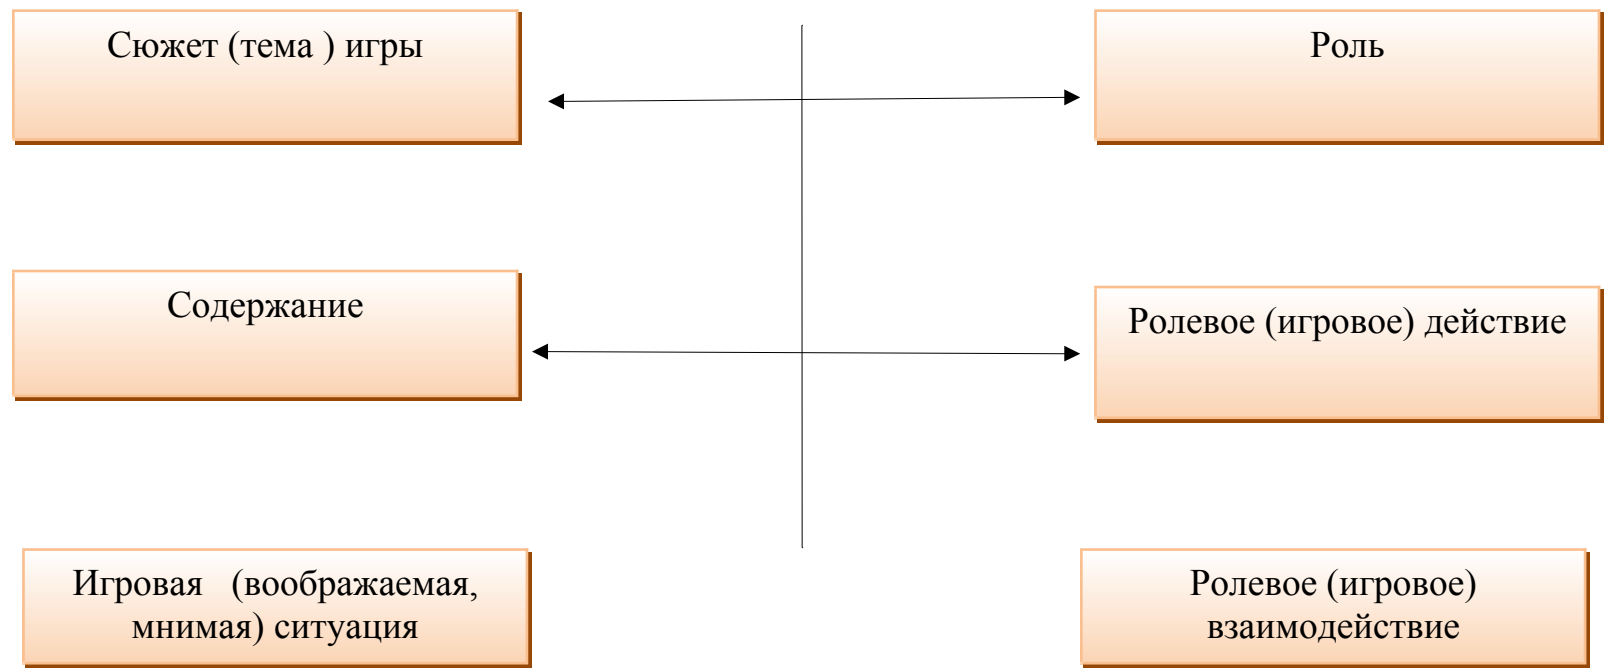 Сюжет (тема ) игры
Роль
Содержание
Ролевое (игровое) действие
Игровая (воображаемая,
мнимая) ситуация
Ролевое (игровое)
взаимодействие